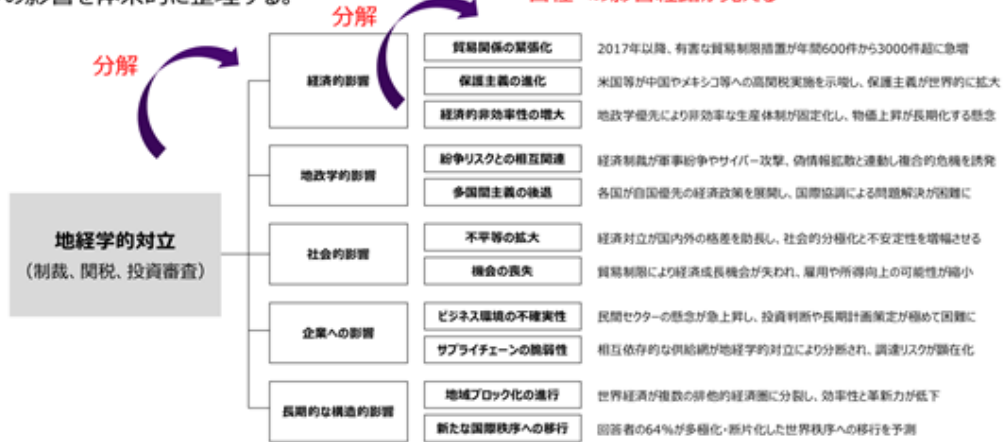 の影響を体系的に整理する。
分解
分解
経済的影響
貿易関係の緊張化
2017年以降、有害な貿易制限措置が年間600件から3000件超に急増
保護主義の進化
米国等が中国やメキシコ等への高関税実施を示唆し、保護主義が世界的に拡大
経済的非効率性の増大
地政学優先により非効率な生産体制が固定化し、物価上昇が長期化する懸念
地政学的影響
紛争リスクとの相互関連
経済制裁が軍事紛争やサイバー攻撃、偽情報拡散と連動し複合的危機を誘発
多国間主義の後退
各国が自国優先の経済政策を展開し、国際協調による問題解決が困難に
地経学的対立
（制裁、関税、投資審査）
社会的影響
不平等の拡大
経済対立が国内外の格差を助長し、社会的分極化と不安定性を増幅させる
機会の喪失
貿易制限により経済成長機会が失われ、雇用や所得向上の可能性が縮小
企業への影響
ビジネス環境の不確実性
民間セクターの懸念が急上昇し、投資判断や長期計画策定が極めて困難に
サプライチェーンの脆弱性
相互依存的な供給網が地経学的対立により分断され、調達リスクが顕在化
長期的な構造的影響
地域ブロック化の進行
世界経済が複数の排他的経済圏に分裂し、効率性と革新力が低下
新たな国際秩序への移行
回答者の64%が多極化・断片化した世界秩序への移行を予測